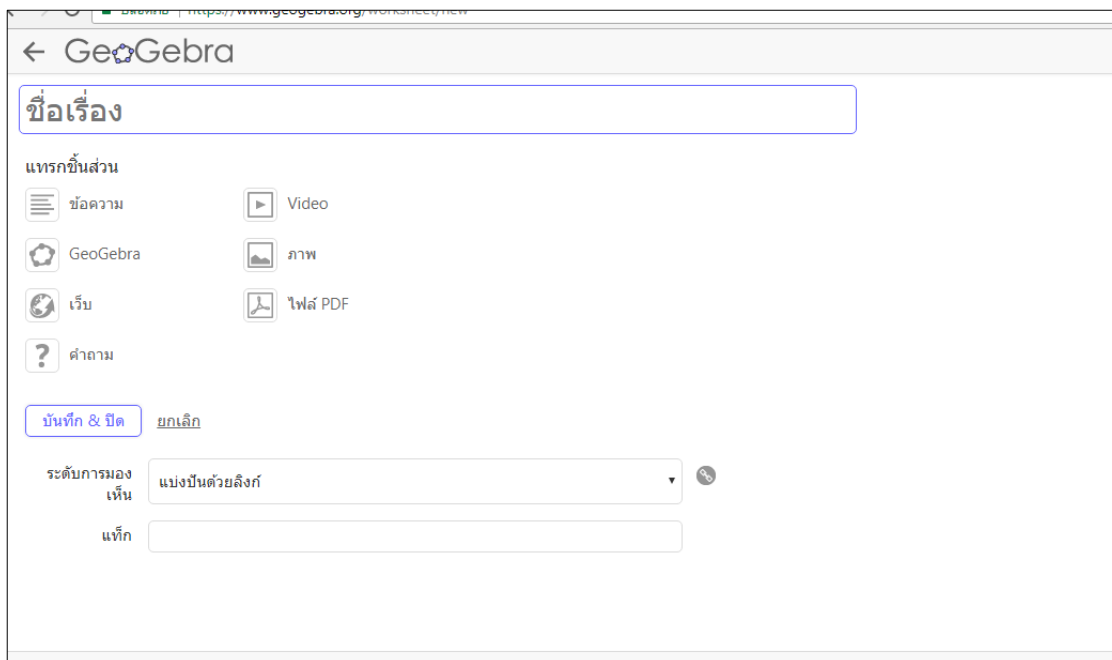 https://www.geogebra.org/worksheet/new
GeoGebra
ชื่อเรื่อง
แทรกชิ้นส่วน
ข้อความ Video
GeoGebra ภาพ
เว็บ ไฟล์ PDF
? คำถาม
บันทึก & ปิด ยกเลิก
ระดับการมอง
เห็น
แบ่งปันด้วยลิงก์
แท็ก